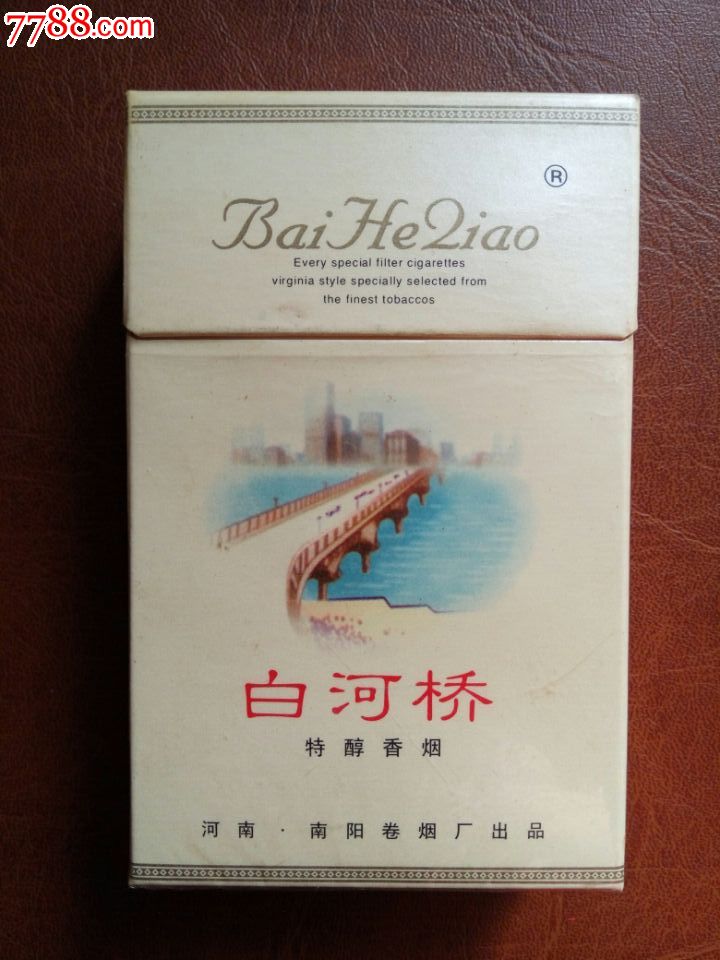 7788.com
®
BaiHeQiao
Every special filter cigarettes
virginia style specially selected from
the finest tobaccos
白河桥
特醇香烟
河南·南阳卷烟厂出品